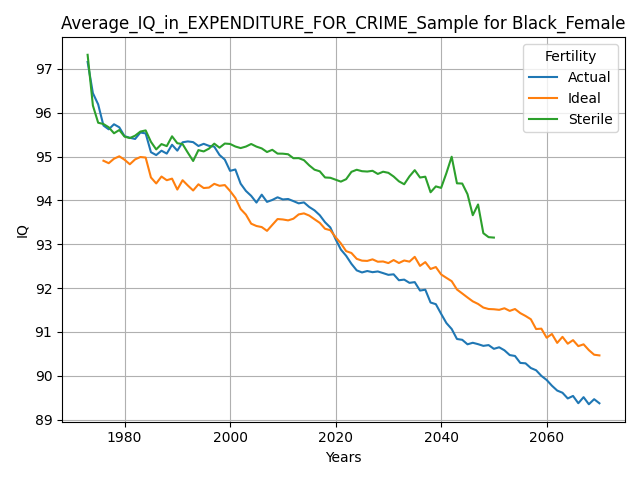 Average_IQ_in_EXPENDITURE_FOR_CRIME_Sample for Black_Female
Fertility
Actual
Ideal
Sterile
97
96
95
94
93
92
91
90
89
IQ
1980
2000
2020
2040
2060
Years